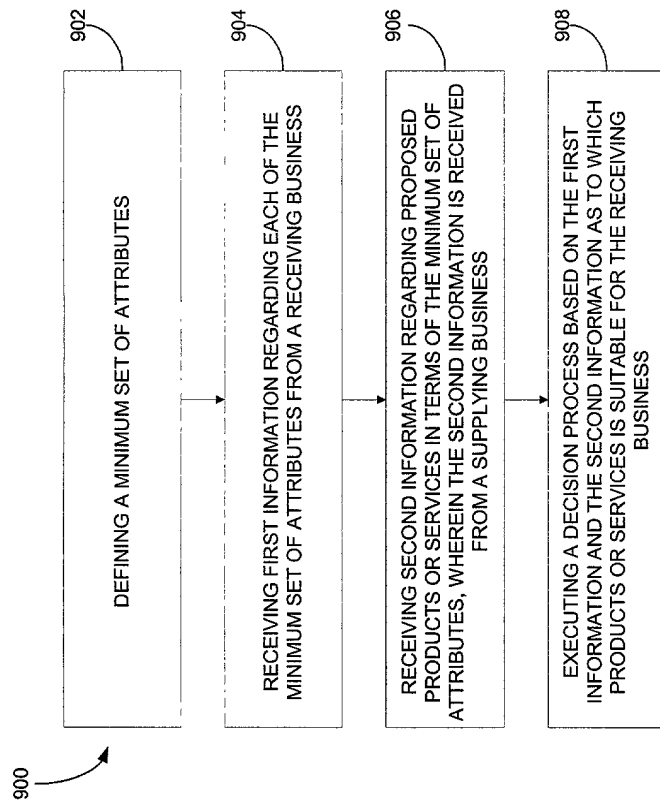 900
902
DEFINING A MINIMUM SET OF ATTRIBUTES
904
RECEIVING FIRST INFORMATION REGARDING EACH OF THE
MINIMUM SET OF ATTRIBUTES FROM A RECEIVING BUSINESS
906
RECEIVING SECOND INFORMATION REGARDING PROPOSED
PRODUCTS OR SERVICES IN TERMS OF THE MINIMUM SET OF
ATTRIBUTES, WHEREIN THE SECOND INFORMATION IS RECEIVED
FROM A SUPPLYING BUSINESS
908
EXECUTING A DECISION PROCESS BASED ON THE FIRST
INFORMATION AND THE SECOND INFORMATION AS TO WHICH
PRODUCTS OR SERVICES IS SUITABLE FOR THE RECEIVING
BUSINESS